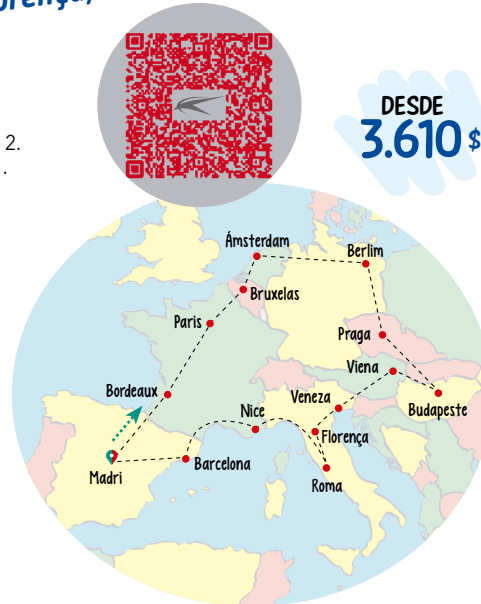 2.
.
DESDE
3.610 $
Ámsterdam
Berlim
Bruxelas
Paris
Praga
Viena
Bordeaux
Veneza
Nice
Budapeste
Florença
Barcelona
Madri
Roma